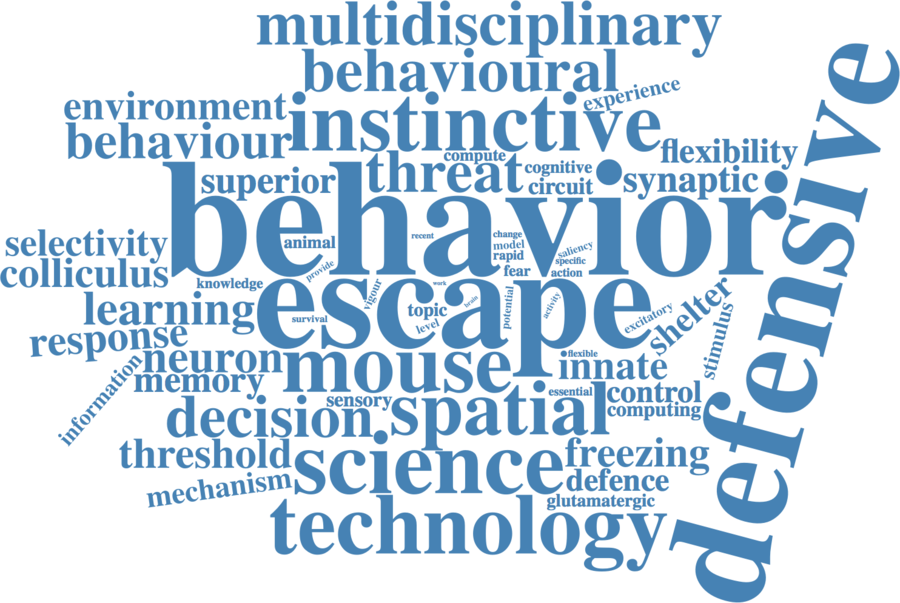 multidisciplinary
behavioural
experience
environment
instinctive
behaviour
flexibility
compute
threat
cognitive
superior
circuit
synaptic
defensive
behavior
selectivity
animal
recent
change
model
saliency
rapid
specific
colliculus
provide
fear
action
knowledge
work
vigour
escape
brain
potential
activity
learning
topic
shelter
survival
level
excitatory
response
stimulus
neuron
mouse
flexible
innate
memory
information
essential
control
sensory
spatial
decision
computing
threshold
science
freezing
mechanism
defence
glutamatergic
technology